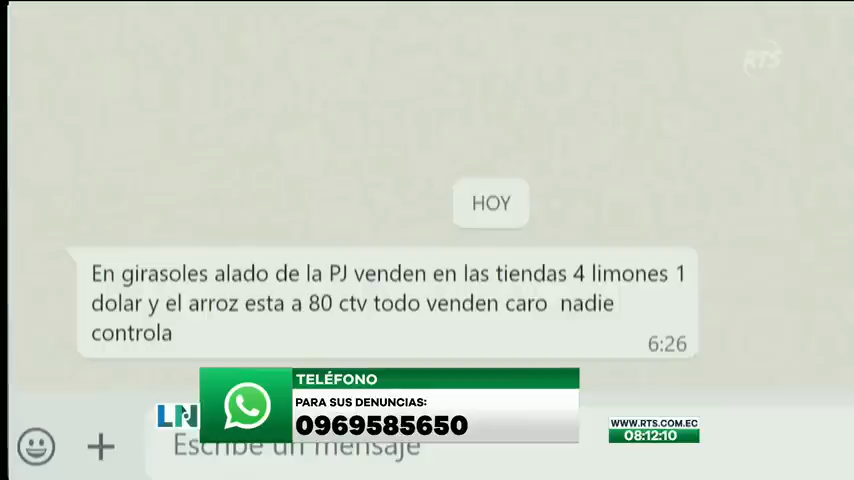 RTS
HOY
En girasoles alado de la PJ venden en las tiendas 4 limones 1
dolar y el arroz esta a 80 ctv todo venden caro  nadie
controla
6:26
TELÉFONO
PARA SUS DENUNCIAS:
0969585650
LN
WWW.RTS.COM.EC
08:12:10
Escribe un mensaje